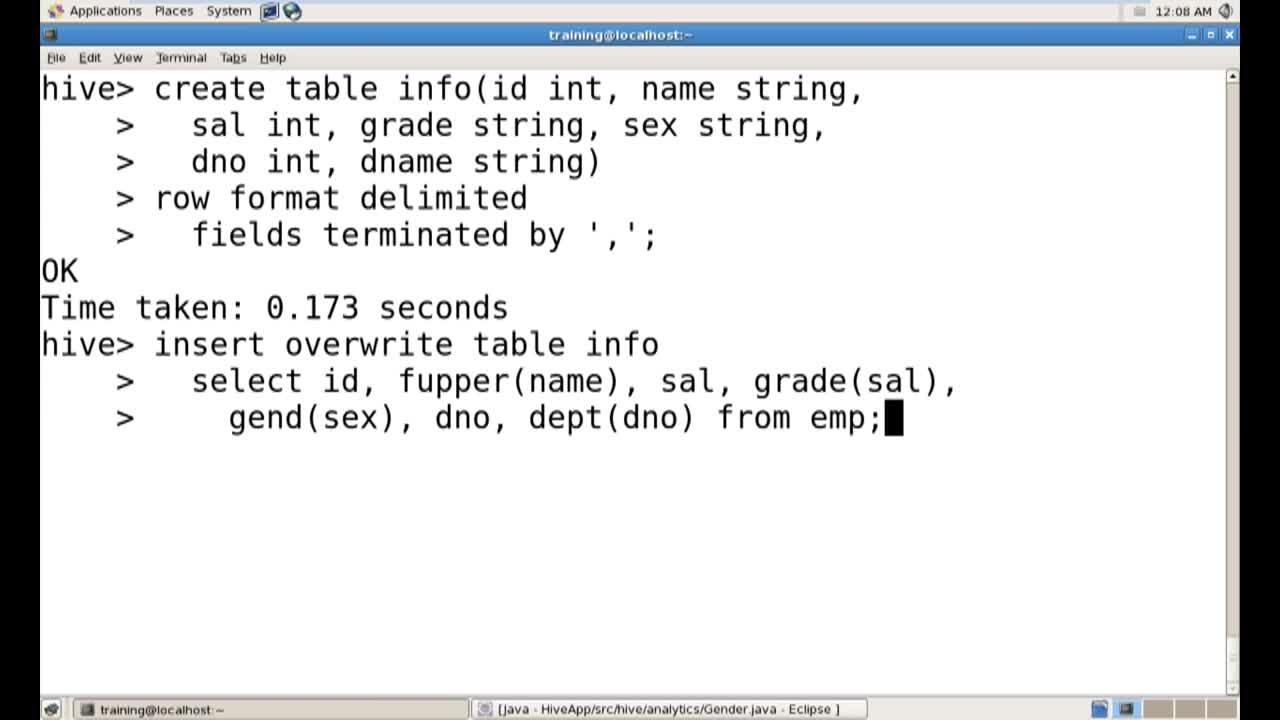 Applications Places System 12:08 AM
training@localhost:~
File Edit View Terminal Tabs Help
hive> create table info(id int, name string,
    >   sal int, grade string, sex string,
    >   dno int, dname string)
    > row format delimited
    >   fields terminated by ',';
OK
Time taken: 0.173 seconds
hive> insert overwrite table info
    >   select id, fupper(name), sal, grade(sal),
    >     gend(sex), dno, dept(dno) from emp;
training@localhost:~ [Java - HiveApp/src/hive/analytics/Gender.java - Eclipse ]